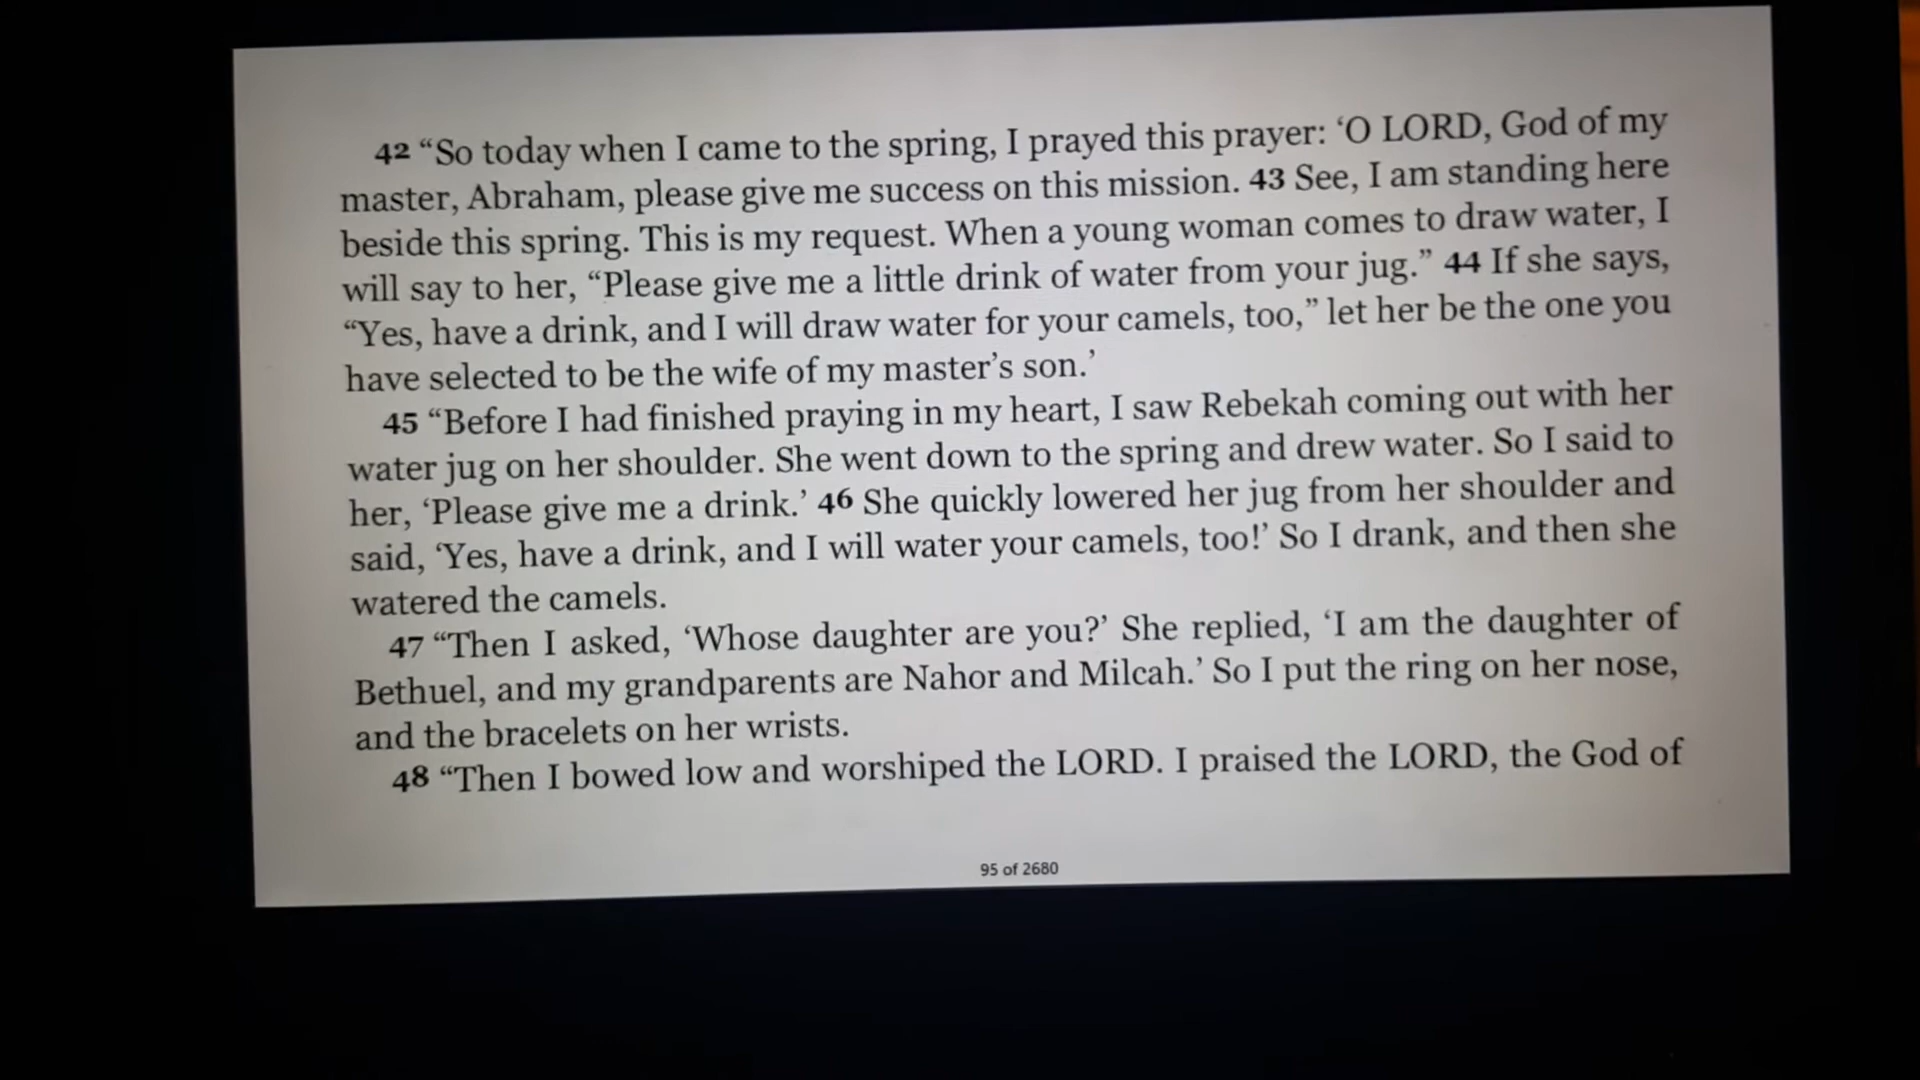 42 “So today when I came to the spring, I prayed this prayer: ‘O LORD, God of my
master, Abraham, please give me success on this mission. 43 See, I am standing here
beside this spring. This is my request. When a young woman comes to draw water, I
will say to her, “Please give me a little drink of water from your jug.” 44 If she says,
“Yes, have a drink, and I will draw water for your camels, too,” let her be the one you
have selected to be the wife of my master’s son.’
45 “Before I had finished praying in my heart, I saw Rebekah coming out with her
water jug on her shoulder. She went down to the spring and drew water. So I said to
her, ‘Please give me a drink.’ 46 She quickly lowered her jug from her shoulder and
said, ‘Yes, have a drink, and I will water your camels, too!’ So I drank, and then she
watered the camels.
47 “Then I asked, ‘Whose daughter are you?’ She replied, ‘I am the daughter of
Bethuel, and my grandparents are Nahor and Milcah.’ So I put the ring on her nose,
and the bracelets on her wrists.
48 “Then I bowed low and worshiped the LORD. I praised the LORD, the God of
95 of 2680